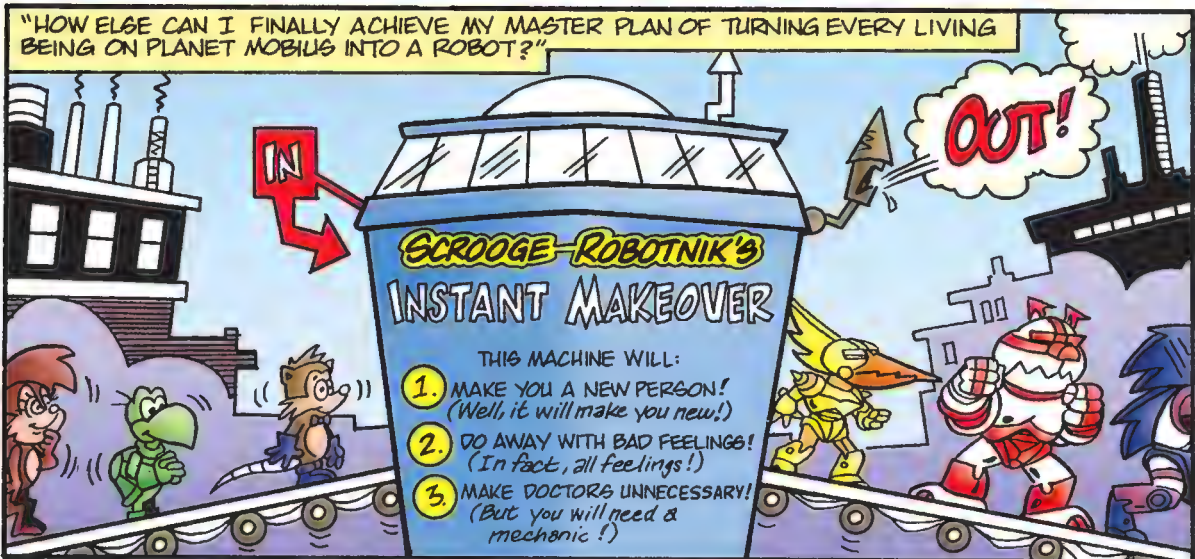 "HOW ELSE CAN I FINALLY ACHIEVE MY MASTER PLAN OF TURNING EVERY LIVING
BEING ON PLANET MOBIUS INTO A ROBOT?"
IN
OUT!
SCROOGE-ROBOTNIK'S
INSTANT MAKEOVER
THIS MACHINE WILL:
1. MAKE YOU A NEW PERSON!
(Well, it will make you new!)
2. DO AWAY WITH BAD FEELINGS!
(In fact, all feelings!)
3. MAKE DOCTORS UNNECESSARY!
(But you will need a
mechanic!)